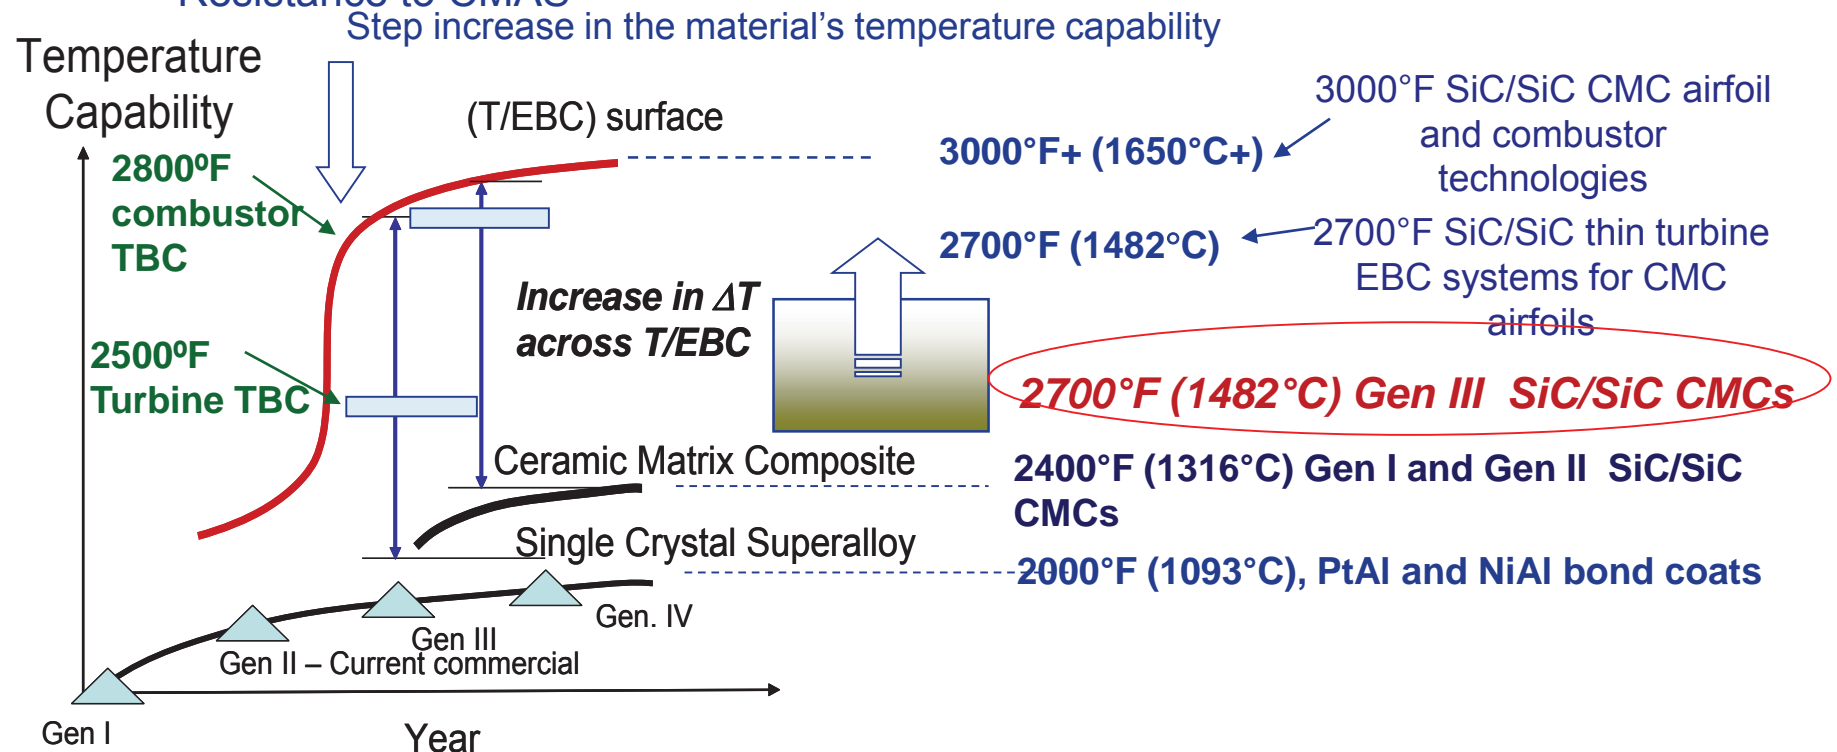 Resistance to CMAS
Step increase in the material’s temperature capability
Temperature
Capability
(T/EBC) surface
2800ºF
combustor
TBC
3000°F+ (1650°C+)
3000°F SiC/SiC CMC airfoil
and combustor
technologies
2700°F (1482°C)
2700°F SiC/SiC thin turbine
EBC systems for CMC
airfoils
Increase in ΔT
across T/EBC
2500ºF
Turbine TBC
2700°F (1482°C) Gen III SiC/SiC CMCs
Ceramic Matrix Composite
2400°F (1316°C) Gen I and Gen II SiC/SiC
CMCs
Single Crystal Superalloy
2000°F (1093°C), PtAl and NiAl bond coats
Gen. IV
Gen III
Gen II – Current commercial
Gen I
Year